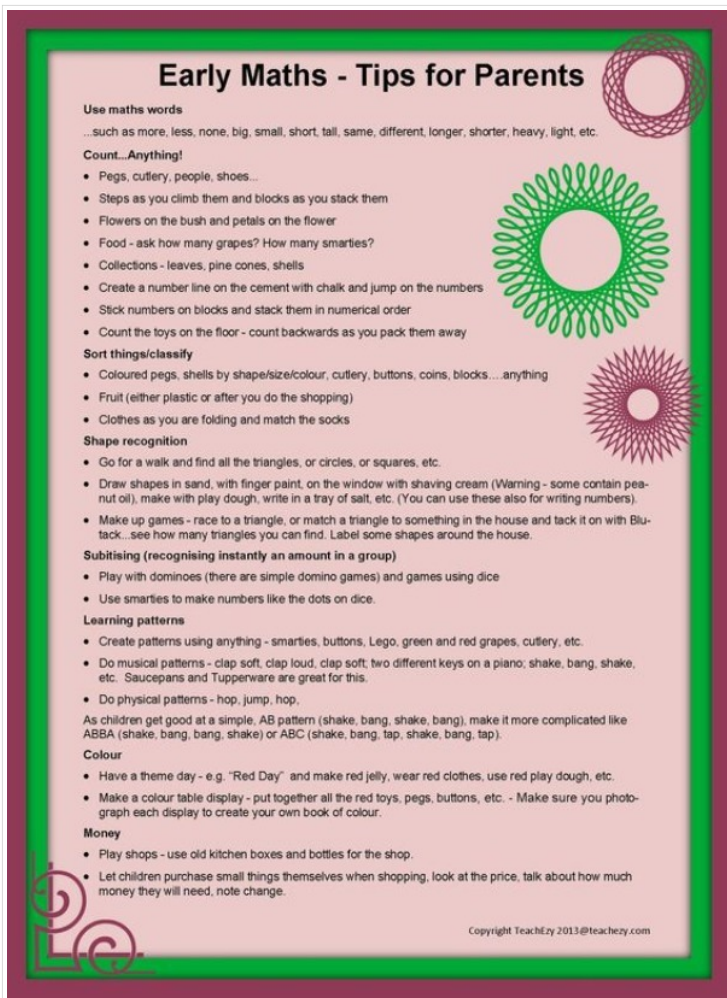 Early Maths - Tips for Parents
Use maths words
...such as more, less, none, big, small, short, tall, same, different, longer, shorter, heavy, light, etc.
Count...Anything!
• Pegs, cutlery, people, shoes...
• Steps as you climb them and blocks as you stack them
• Flowers on the bush and petals on the flower
• Food - ask how many grapes? How many smarties?
• Collections - leaves, pine cones, shells
• Create a number line on the cement with chalk and jump on the numbers
• Stick numbers on blocks and stack them in numerical order
• Count the toys on the floor - count backwards as you pack them away
Sort things/classify
• Coloured pegs, shells by shape/size/colour, cutlery, buttons, coins, blocks....anything
• Fruit (either plastic or after you do the shopping)
• Clothes as you are folding and match the socks
Shape recognition
• Go for a walk and find all the triangles, or circles, or squares, etc.
• Draw shapes in sand, with finger paint, on the window with shaving cream (Warning - some contain pea-
nut oil), make with play dough, write in a tray of salt, etc. (You can use these also for writing numbers).
• Make up games - race to a triangle, or match a triangle to something in the house and tack it on with Blu-
tack...see how many triangles you can find. Label some shapes around the house.
Subitising (recognising instantly an amount in a group)
• Play with dominoes (there are simple domino games) and games using dice
• Use smarties to make numbers like the dots on dice.
Learning patterns
• Create patterns using anything - smarties, buttons, Lego, green and red grapes, cutlery, etc.
• Do musical patterns - clap soft, clap loud, clap soft; two different keys on a piano; shake, bang, shake,
etc. Saucepans and Tupperware are great for this.
• Do physical patterns - hop, jump, hop,
As children get good at a simple, AB pattern (shake, bang, shake, bang), make it more complicated like
ABBA (shake, bang, bang, shake) or ABC (shake, bang, tap, shake, bang, tap).
Colour
• Have a theme day - e.g. “Red Day” and make red jelly, wear red clothes, use red play dough, etc.
• Make a colour table display - put together all the red toys, pegs, buttons, etc. - Make sure you photo-
graph each display to create your own book of colour.
Money
• Play shops - use old kitchen boxes and bottles for the shop.
• Let children purchase small things themselves when shopping, look at the price, talk about how much
money they will need, note change.
Copyright TeachEzy 2013@teachezy.com